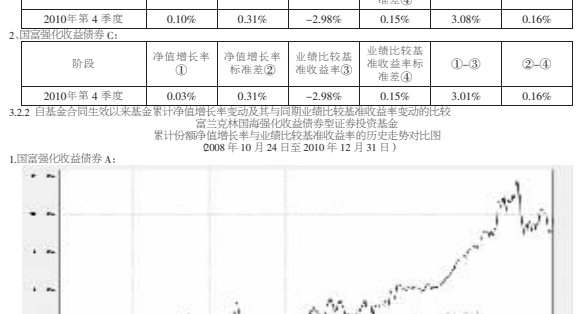 准差④
2010年第4季度 0.10% 0.31% -2.98% 0.15% 3.08% 0.16%
2、国富强化收益债券C:
阶段 净值增长率① 净值增长率标准差② 业绩比较基准收益率③ 业绩比较基准收益率标准差④ ①-③ ②-④
2010年第4季度 0.03% 0.31% -2.98% 0.15% 3.01% 0.16%
3.2.2 自基金合同生效以来基金累计净值增长率变动及其与同期业绩比较基准收益率变动的比较
富兰克林国海强化收益债券型证券投资基金
累计份额净值增长率与业绩比较基准收益率的历史走势对比图
(2008年10月24日至2010年12月31日)
1.国富强化收益债券A: